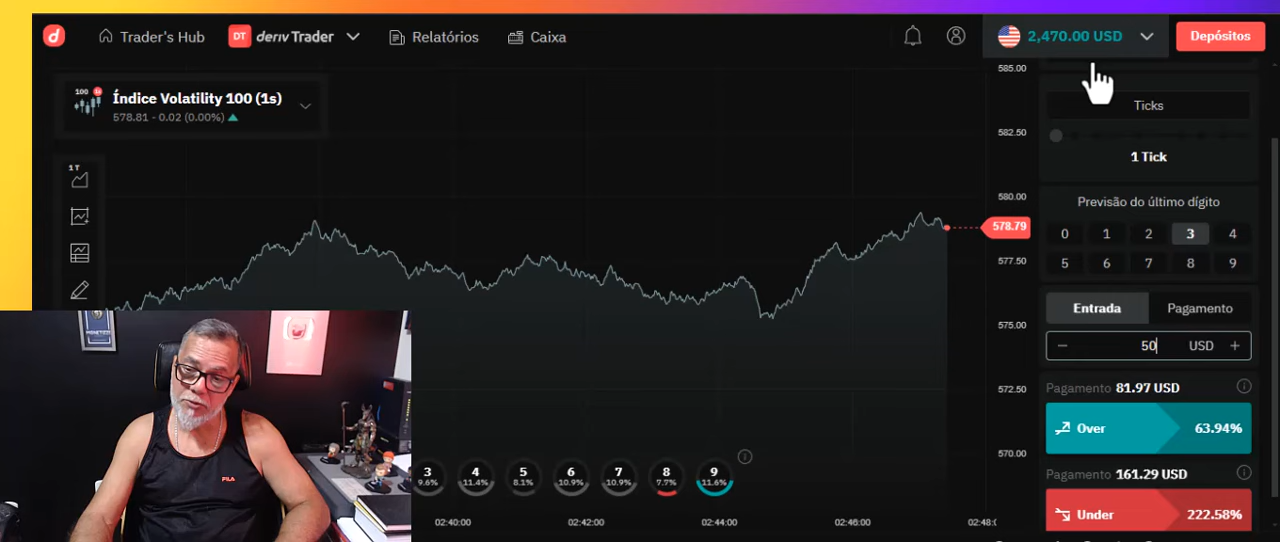 Trader's Hub
DT deriv Trader
Relatórios
Caixa
2,470.00 USD
Depósitos
100 1s
Índice Volatility 100 (1s)
578.81 - 0.02 (0.00%)
1 T
585.00
582.50
580.00
578.79
577.50
575.00
572.50
570.00
Ticks
1 Tick
Previsão do último dígito
0 1 2 3 4
5 6 7 8 9
Entrada Pagamento
− 50 USD +
Pagamento 81.97 USD
Over 63.94%
Pagamento 161.29 USD
Under 222.58%
3 4 5 6 7 8 9
9.6% 11.4% 8.1% 10.9% 10.9% 7.7% 11.6%
02:40:00 02:42:00 02:44:00 02:46:00 02:48:0
FILA